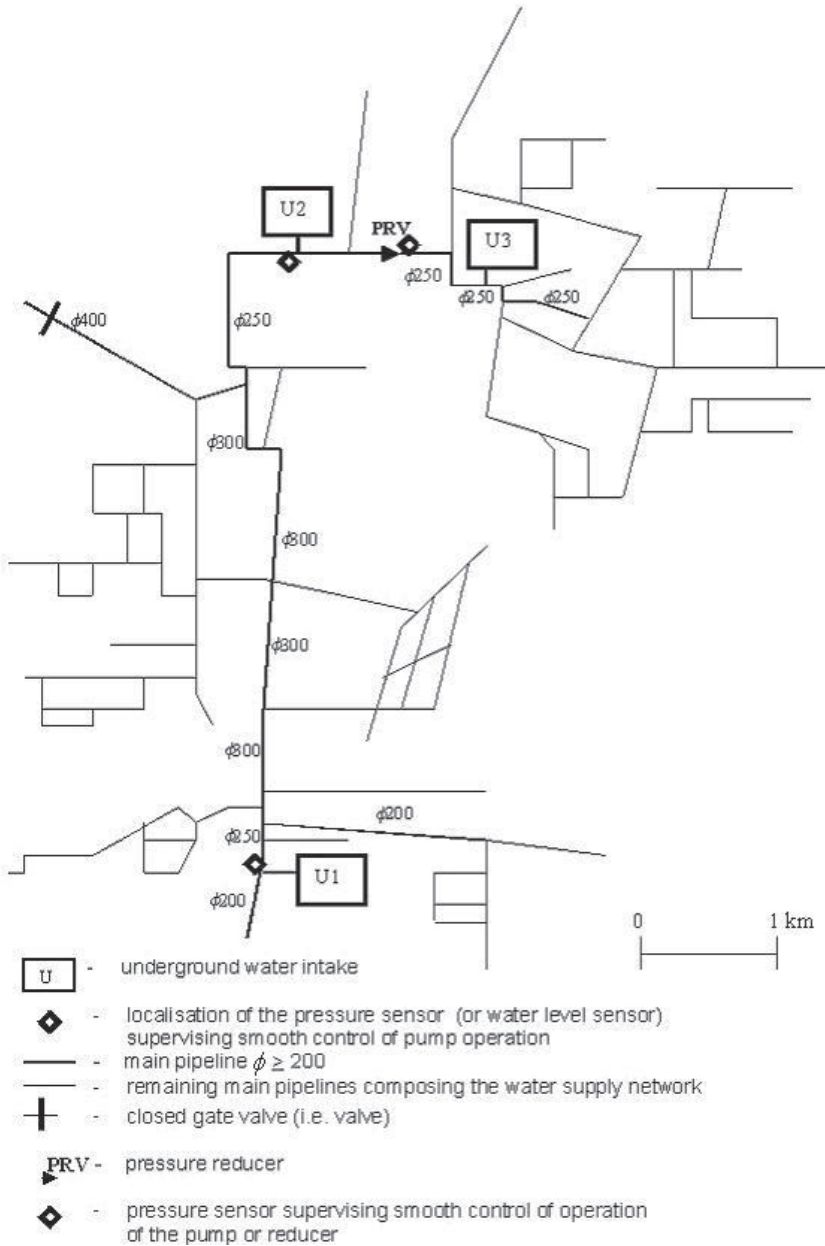 U2
PRV
U3
ϕ250
ϕ250
ϕ250
ϕ400
ϕ250
ϕ300
ϕ300
ϕ300
ϕ300
ϕ200
ϕ250
U1
ϕ200
0 1 km
U - underground water intake
- localisation of the pressure sensor (or water level sensor)
supervising smooth control of pump operation
- main pipeline ϕ ≥ 200
- remaining main pipelines composing the water supply network
- closed gate valve (i.e. valve)
PRV - pressure reducer
- pressure sensor supervising smooth control of operation
of the pump or reducer